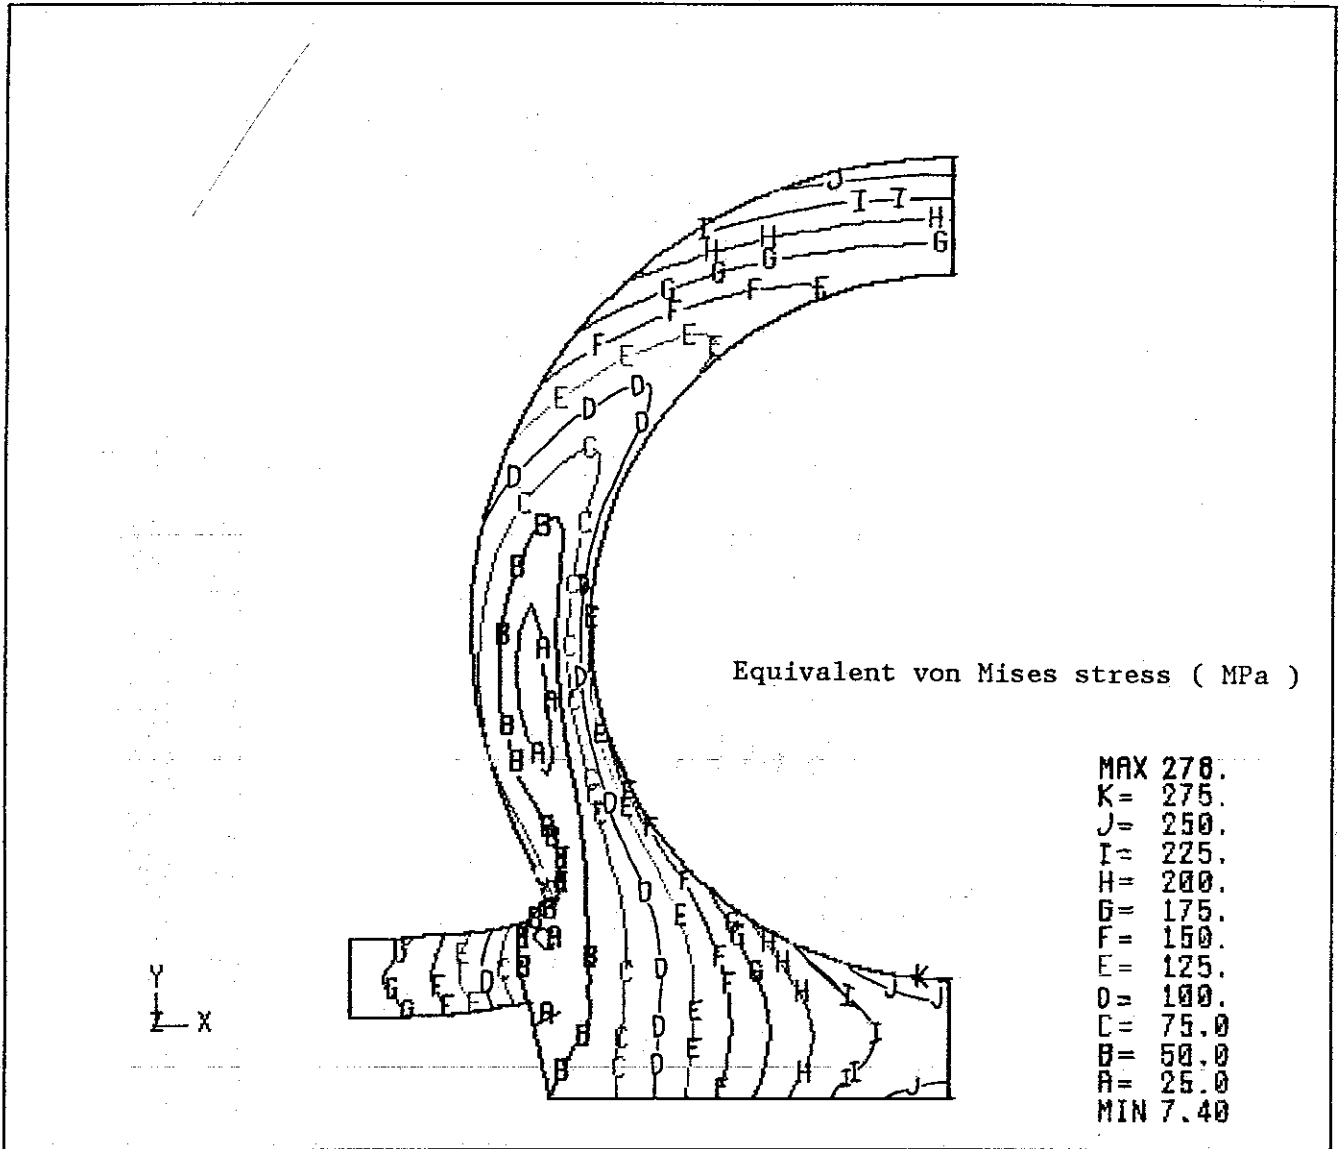 J
I I
I H
H H G
G G
G F E
F
F E E
E E
D
E D D
C
D
C C
B
B
C D
E
B A C
D
A C
B B
A
B
C
F E D E
B F
B
A D F
B
B E G
A A H
G F
B B C D G H K
G F E D C F H I J J
G F E A E
B C D E I
Y
Z X
B C D F H I J
Equivalent von Mises stress ( MPa )
MAX 278.
K= 275.
J= 250.
I= 225.
H= 200.
G= 175.
F= 150.
E= 125.
D= 100.
C= 75.0
B= 50.0
A= 25.0
MIN 7.40